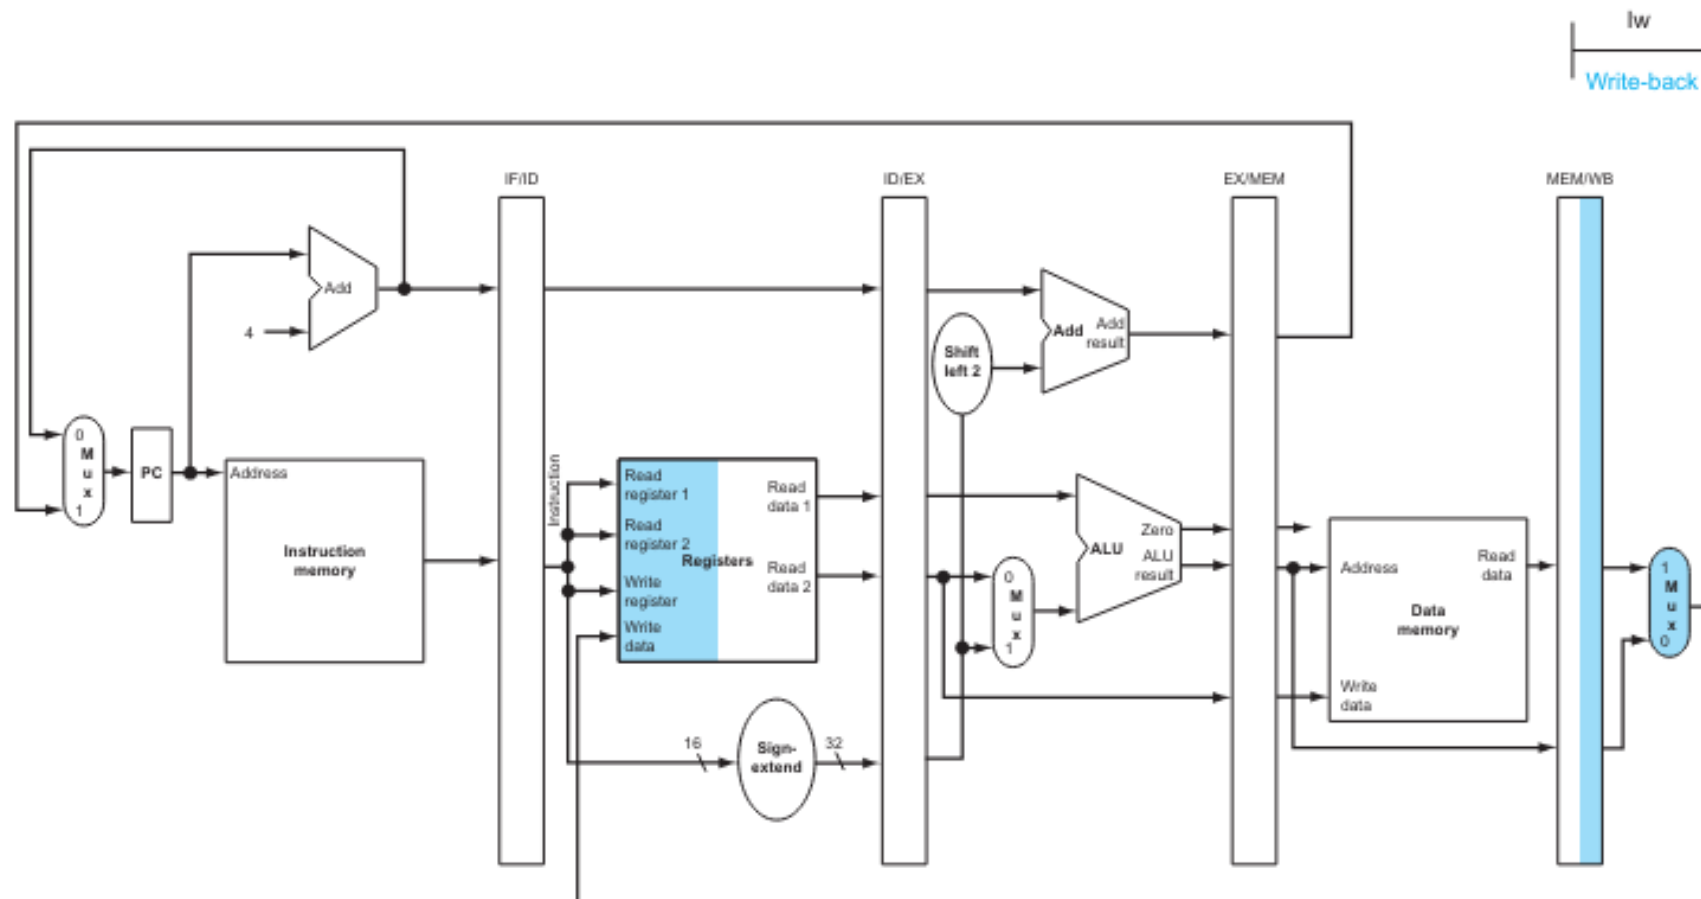 lw
Write-back
IF/ID
ID/EX
EX/MEM
MEM/WB
Add
4
Add
Add
result
Shift
left 2
0
M
u
x
1
PC
Address
Instruction
memory
Instruction
Read
register 1
Read
register 2
Registers
Write
register
Write
data
Read
data 1
Read
data 2
16
Sign-
extend
32
0
M
u
x
1
ALU
Zero
ALU
result
Address
Read
data
Data
memory
Write
data
1
M
u
x
0